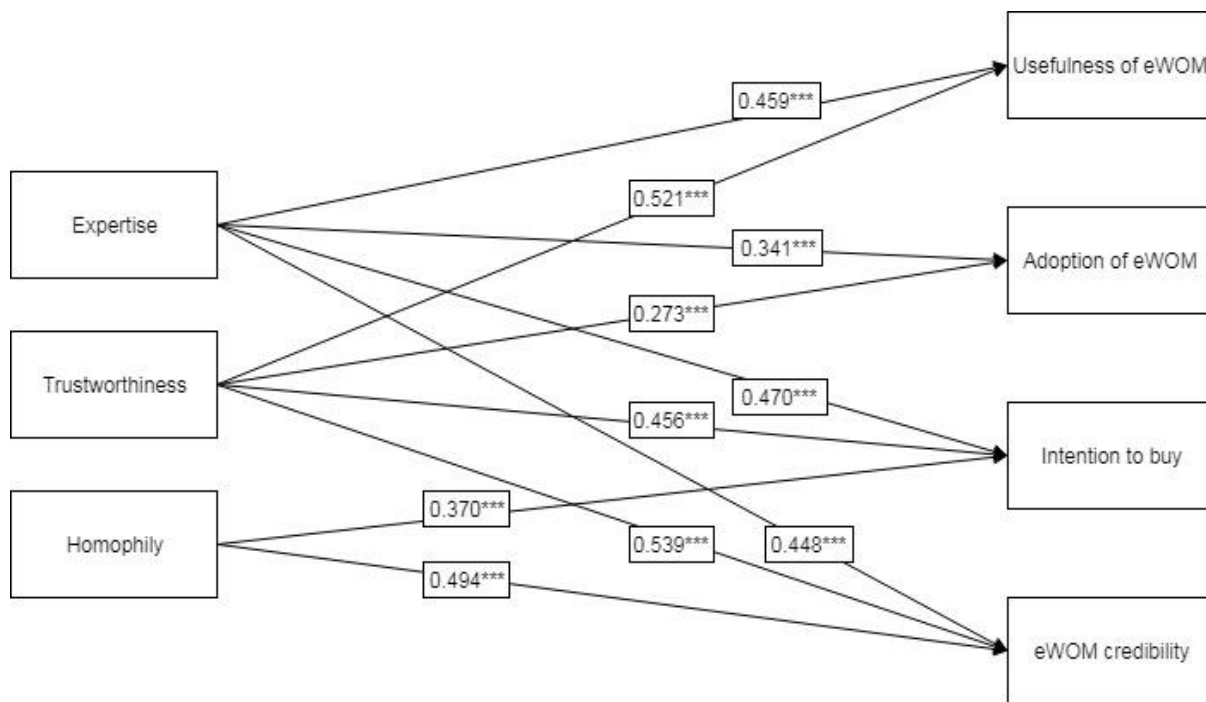 Usefulness of eWOM
0.459***
Expertise
0.521***
0.341***
Adoption of eWOM
0.273***
Trustworthiness
0.470***
0.456***
Intention to buy
Homophily
0.370***
0.539***
0.448***
0.494***
eWOM credibility